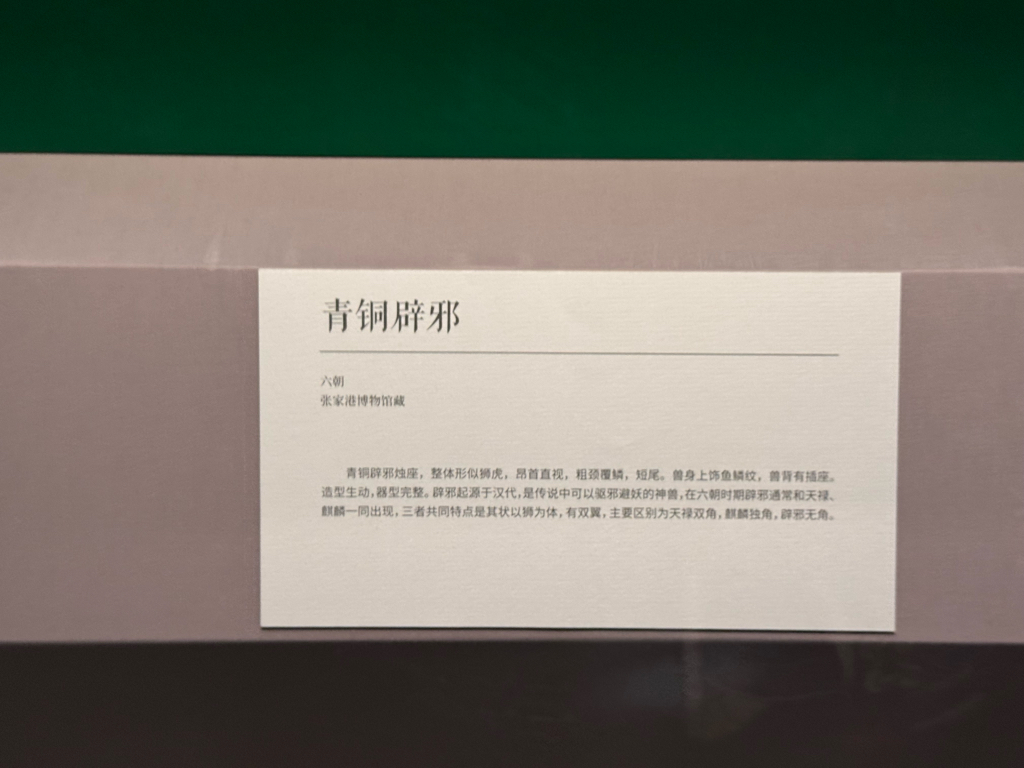 青铜辟邪
六朝
张家港博物馆藏
青铜辟邪烛座，整体形似狮虎，昂首直视，粗颈覆鳞，短尾。兽身上饰鱼鳞纹，兽背有插座。
造型生动，器型完整。辟邪起源于汉代，是传说中可以驱邪避妖的神兽，在六朝时期辟邪通常和天禄、
麒麟一同出现，三者共同特点是其状以狮为体，有双翼，主要区别为天禄双角，麒麟独角，辟邪无角。